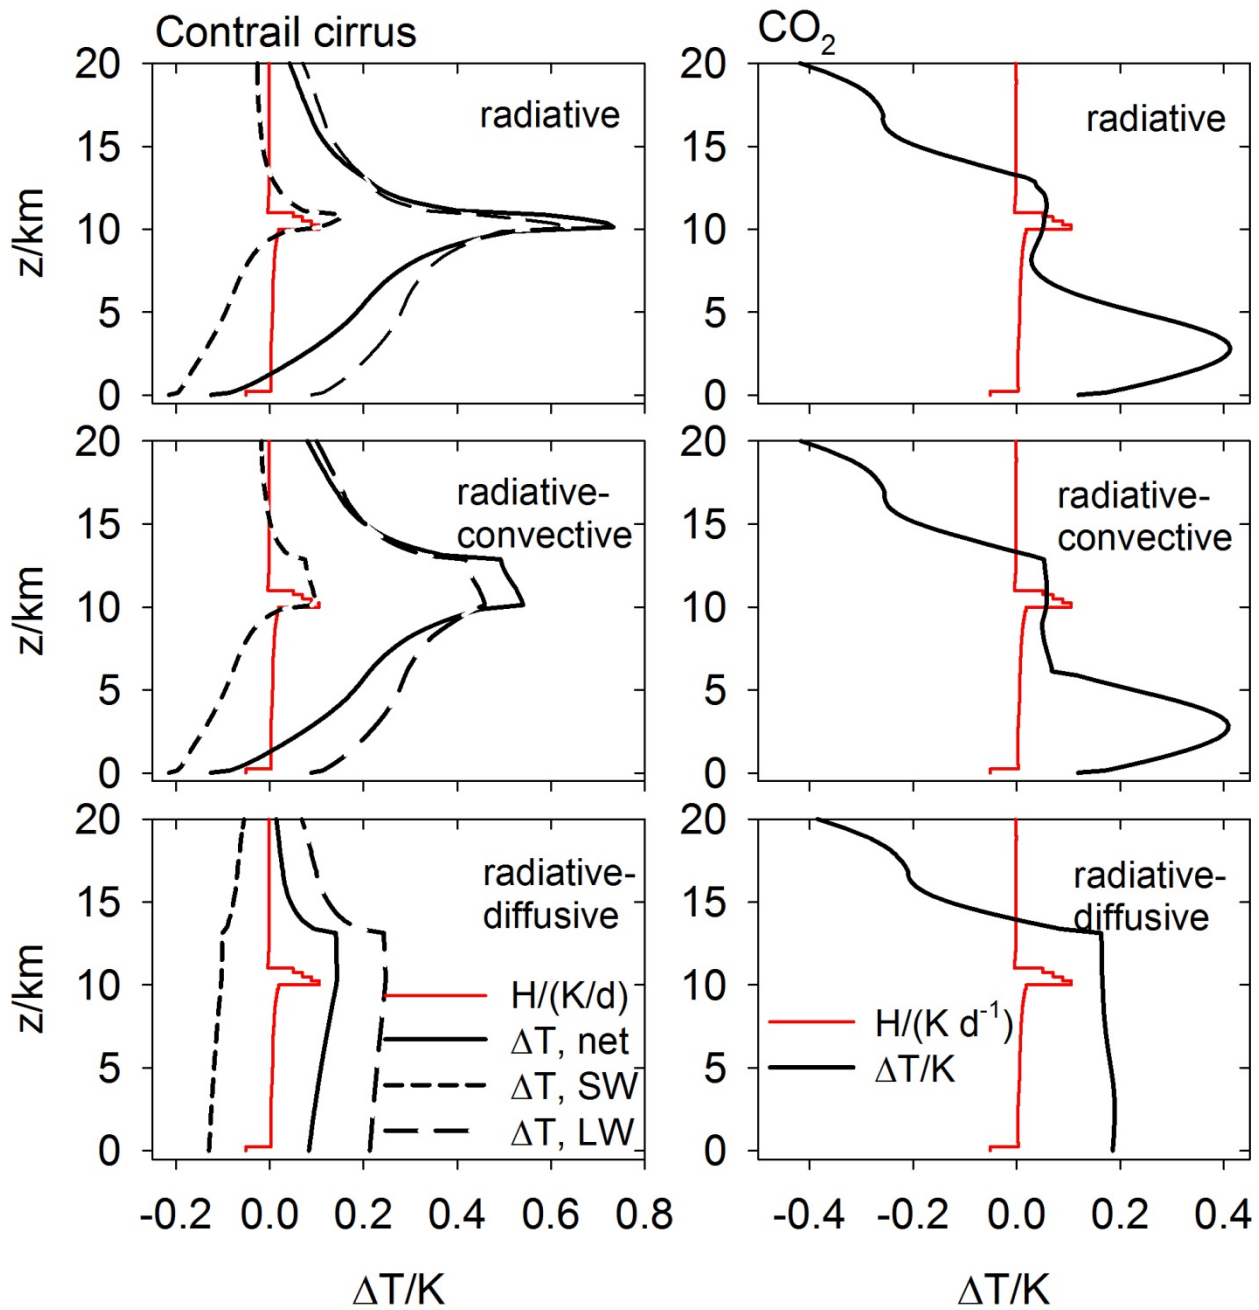 Contrail cirrus
CO2
20
15
10
5
0
z/km
radiative
20
15
10
5
0
radiative
20
15
10
5
0
z/km
radiative-
convective
20
15
10
5
0
radiative-
convective
20
15
10
5
0
z/km
radiative-
diffusive
H/(K/d)
ΔT, net
ΔT, SW
ΔT, LW
-0.2 0.0 0.2 0.4 0.6 0.8
ΔT/K
20
15
10
5
0
radiative-
diffusive
H/(K d-1)
ΔT/K
-0.4 -0.2 0.0 0.2 0.4
ΔT/K